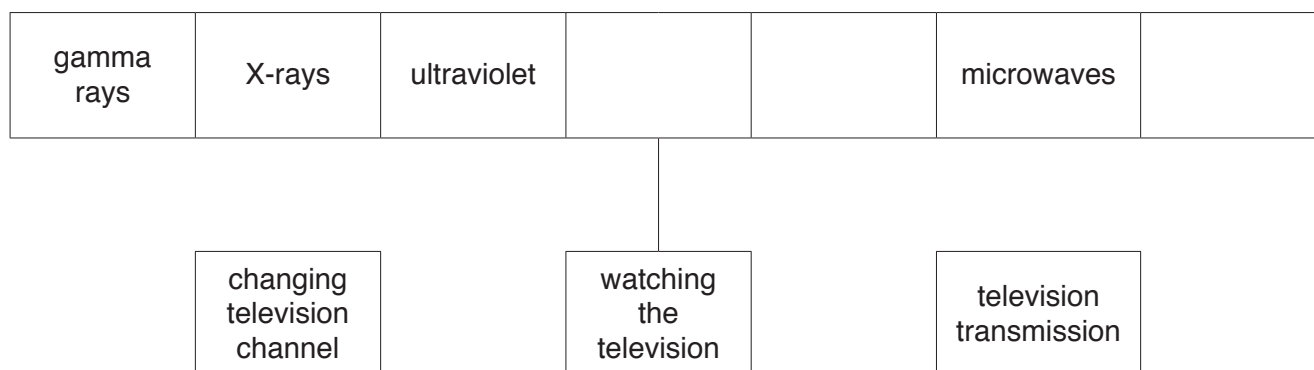 gamma
rays
X-rays
ultraviolet
microwaves
changing
television
channel
watching
the
television
television
transmission